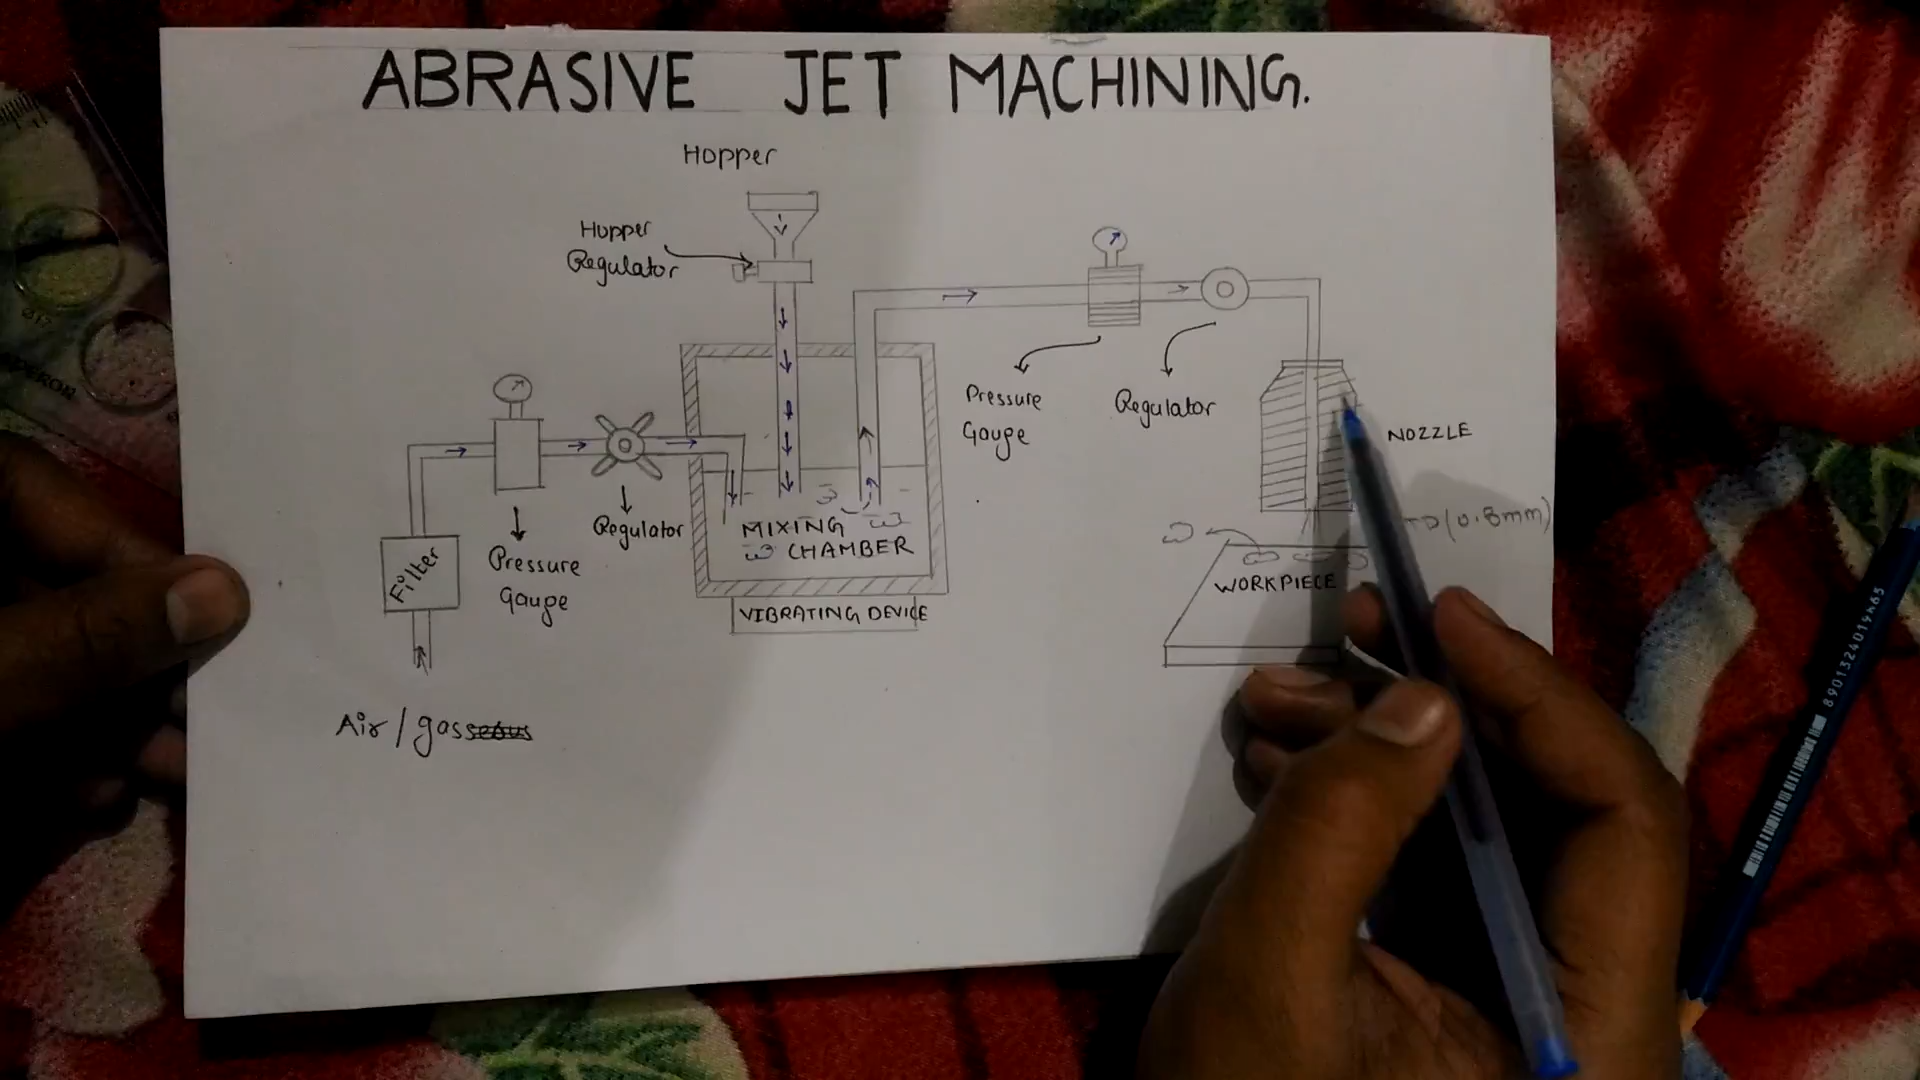 ABRASIVE JET MACHINING.
Hopper
Hopper
Regulator
Pressure
Gauge
Regulator
NOZZLE
Regulator
MIXING
CHAMBER
(0.8mm)
Filter
Pressure
Gauge
WORKPIECE
VIBRATING DEVICE
Air / gas
8901324019465